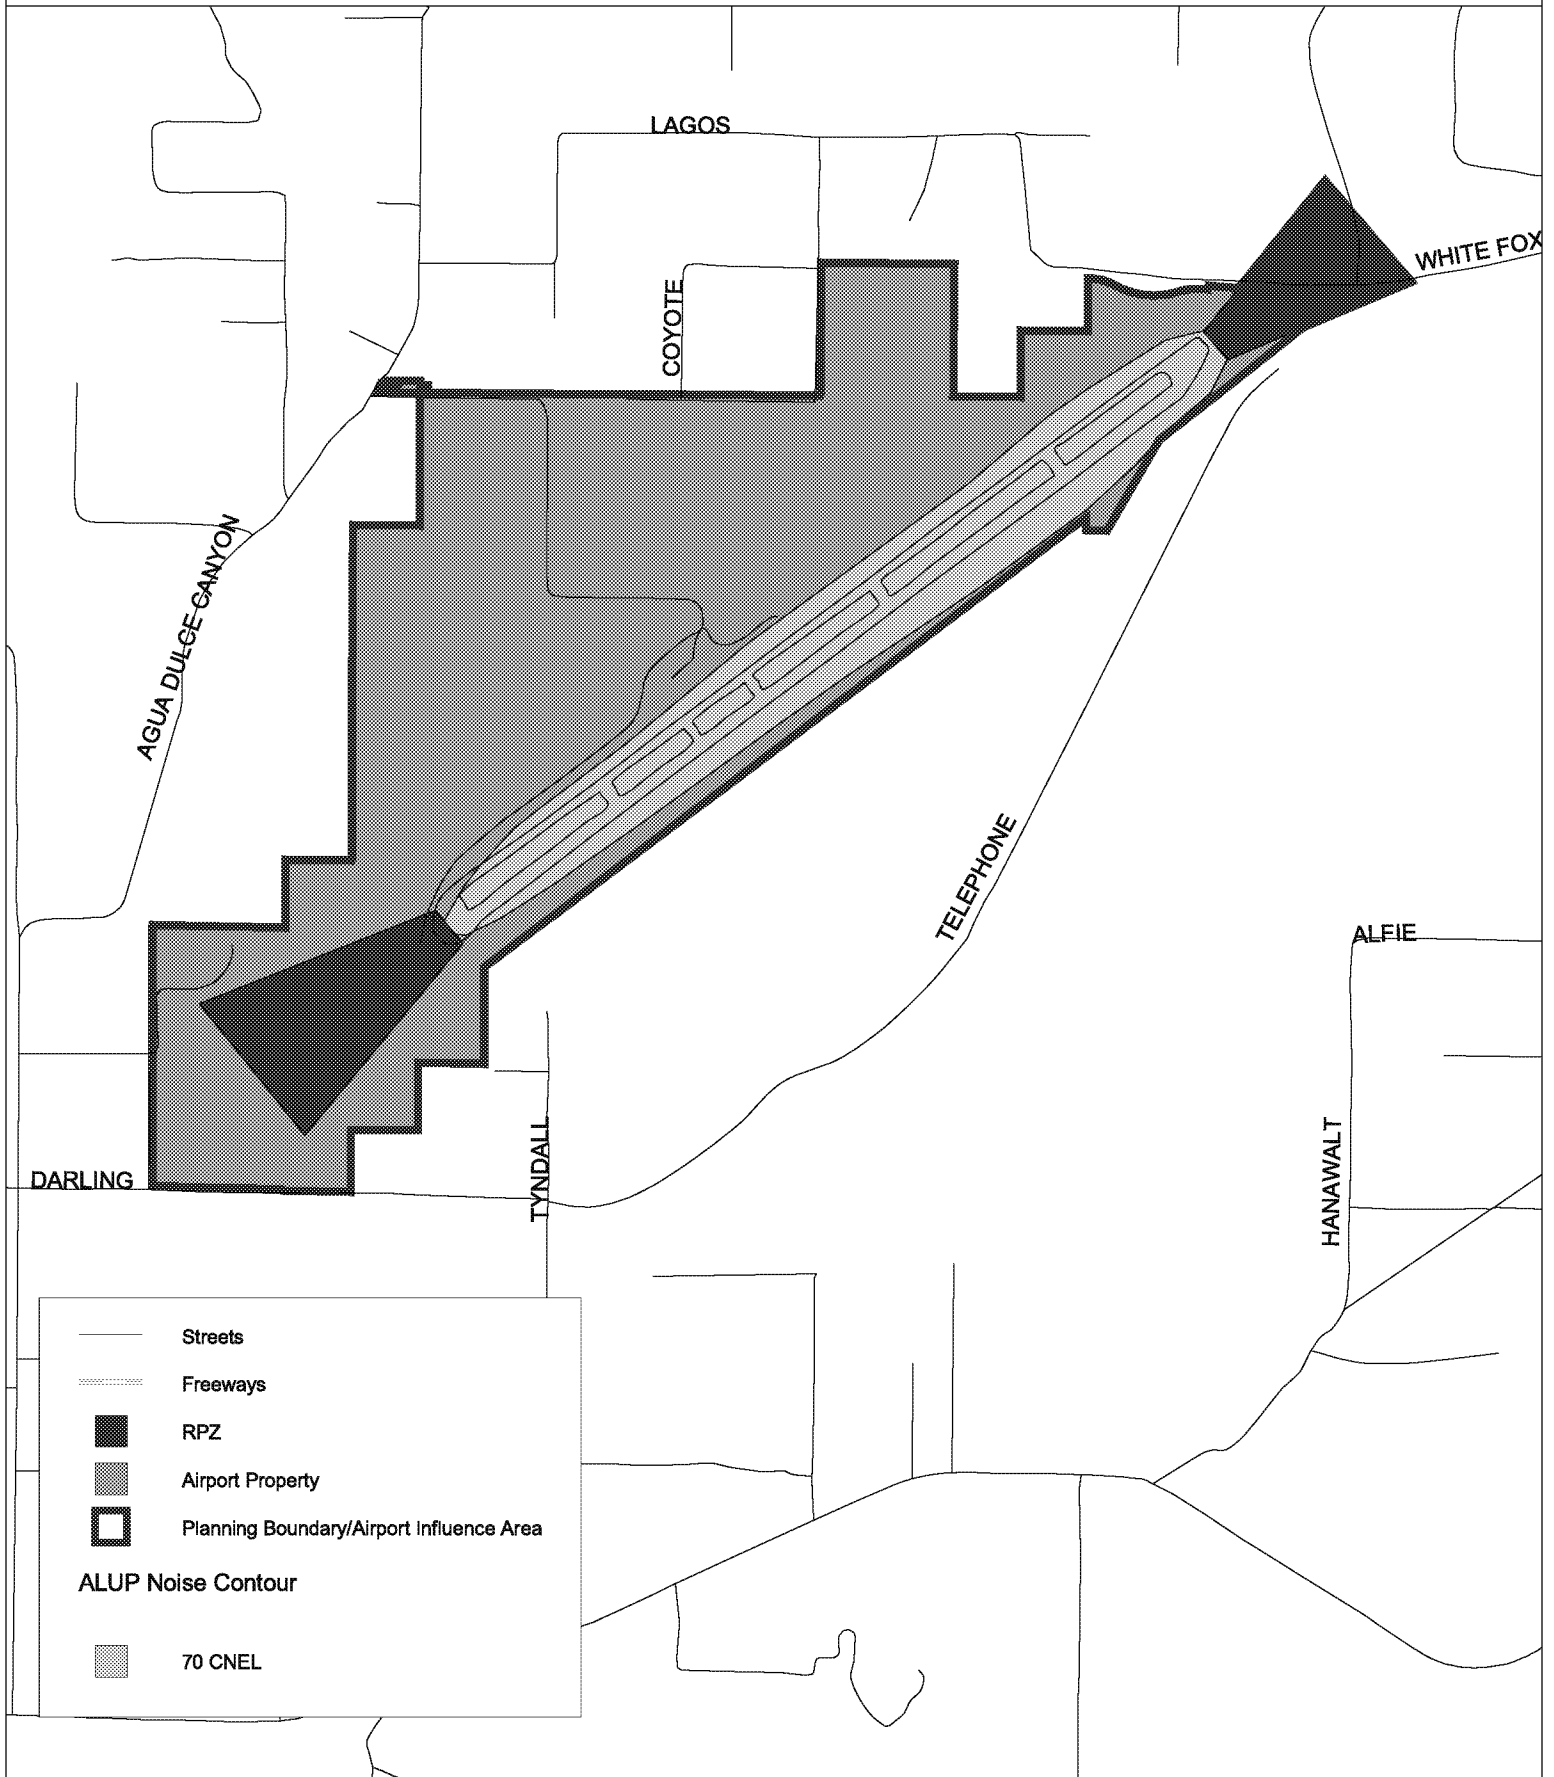 LAGOS
WHITE FOX
COYOTE
AGUA DULCE CANYON
TELEPHONE
ALFIE
TYNDALL
HANAWALT
DARLING
Streets
Freeways
RPZ
Airport Property
Planning Boundary/Airport Influence Area
ALUP Noise Contour
70 CNEL